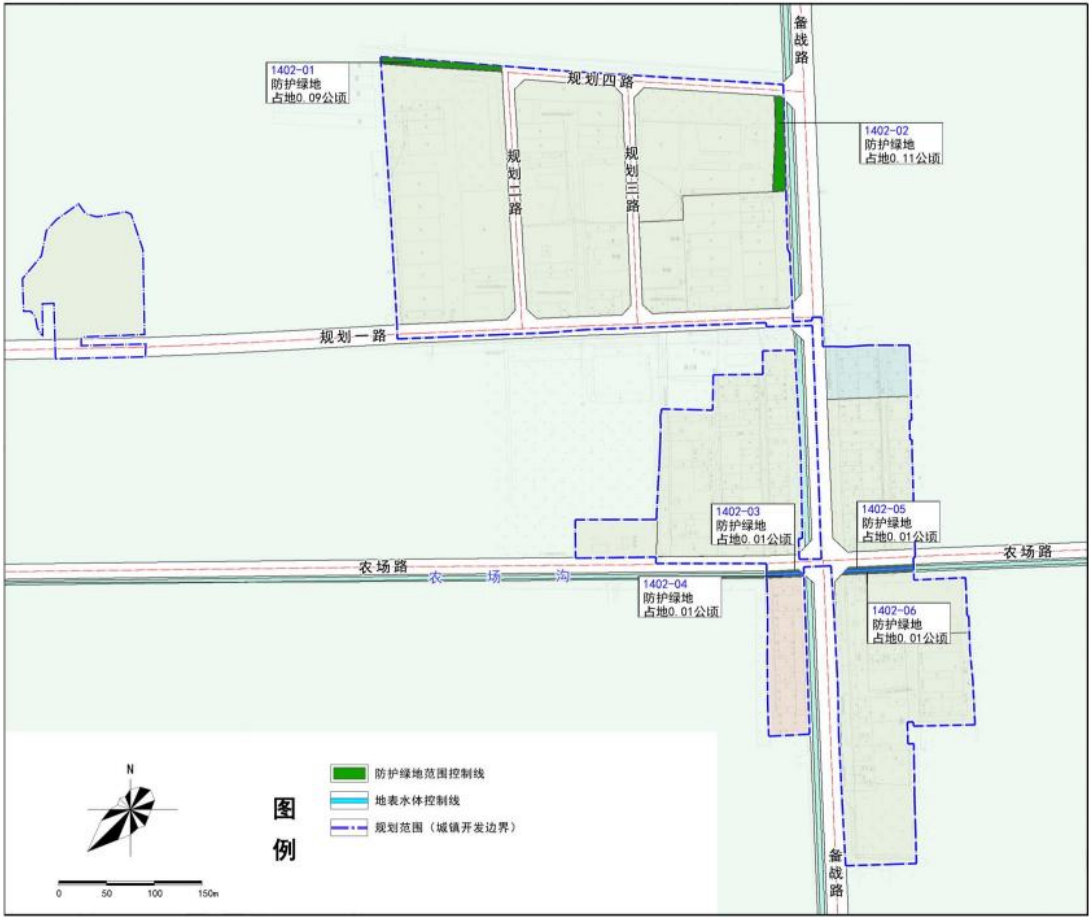 备战路
1402-01
防护绿地
占地0.09公顷
规划四路
1402-02
防护绿地
占地0.11公顷
规划二路
规划三路
规划一路
1402-03
防护绿地
占地0.01公顷
1402-05
防护绿地
占地0.01公顷
农场路
农场路
农场沟
1402-04
防护绿地
占地0.01公顷
1402-06
防护绿地
占地0.01公顷
备战路
N
图例
防护绿地范围控制线
地表水体控制线
规划范围（城镇开发边界）
0 50 100 150m